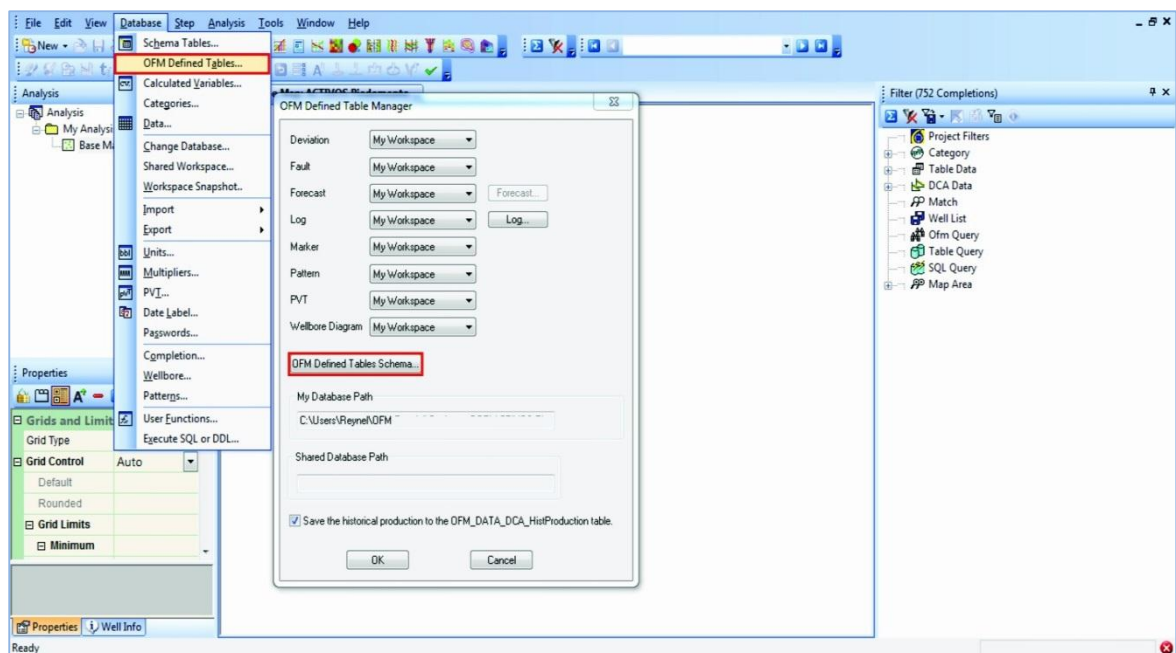 File Edit View Database Step Analysis Tools Window Help
New
Analysis
Analysis
My Analysi
Base M
Schema Tables...
OFM Defined Tables...
Calculated Variables...
Categories...
Data...
Change Database...
Shared Workspace...
Workspace Snapshot..
Import
Export
Units...
Multipliers...
PVT...
Date Label...
Passwords...
Completion...
Wellbore...
Patterns...
User Functions...
Execute SQL or DDL...
OFM Defined Table Manager
Deviation My Workspace
Fault My Workspace
Forecast My Workspace Forecast...
Log My Workspace Log...
Marker My Workspace
Pattern My Workspace
PVT My Workspace
Wellbore Diagram My Workspace
OFM Defined Tables Schema...
My Database Path
C:\Users\Reynel\OFM
Shared Database Path
Save the historical production to the OFM_DATA_DCA_HistProduction table.
OK Cancel
Filter (752 Completions)
Project Filters
Category
Table Data
DCA Data
Match
Well List
Ofm Query
Table Query
SQL Query
Map Area
Properties
Grids and Limit
Grid Type
Grid Control Auto
Default
Rounded
Grid Limits
Minimum
Properties Well Info
Ready